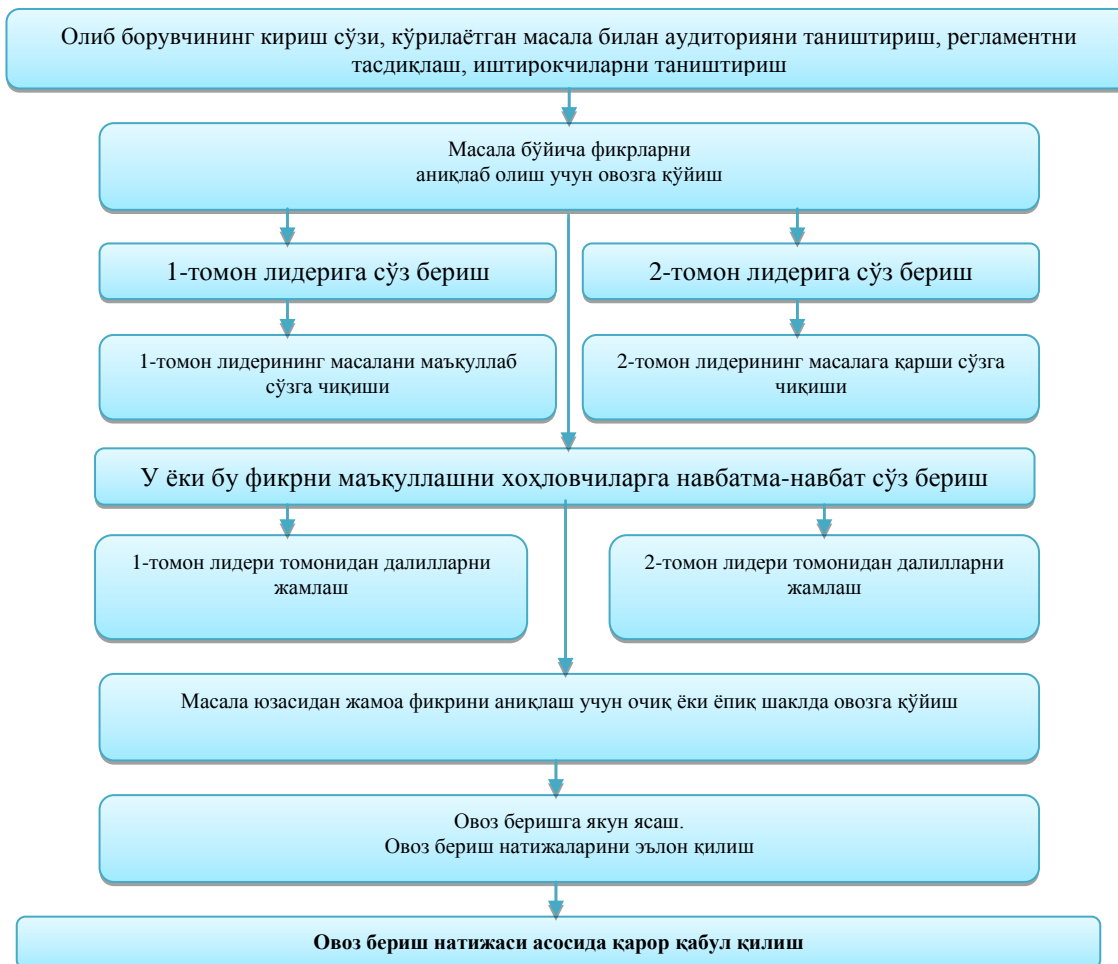 Олиб борувчининг кириш сўзи, кўрилаётган масала билан аудиторияни таништириш, регламентни
тасдиқлаш, иштирокчиларни таништириш
Масала бўйича фикрларни
аниқлаб олиш учун овозга қўйиш
1-томон лидерига сўз бериш
2-томон лидерига сўз бериш
1-томон лидерининг масалани маъқуллаб
сўзга чиқиши
2-томон лидерининг масалага қарши сўзга
чиқиши
У ёки бу фикрни маъқуллашни хоҳловчиларга навбатма-навбат сўз бериш
1-томон лидери томонидан далилларни
жамлаш
2-томон лидери томонидан далилларни
жамлаш
Масала юзасидан жамоа фикрини аниқлаш учун очиқ ёки ёпиқ шаклда овозга қўйиш
Овоз беришга якун ясаш.
Овоз бериш натижаларини эълон қилиш
Овоз бериш натижаси асосида қарор қабул қилиш